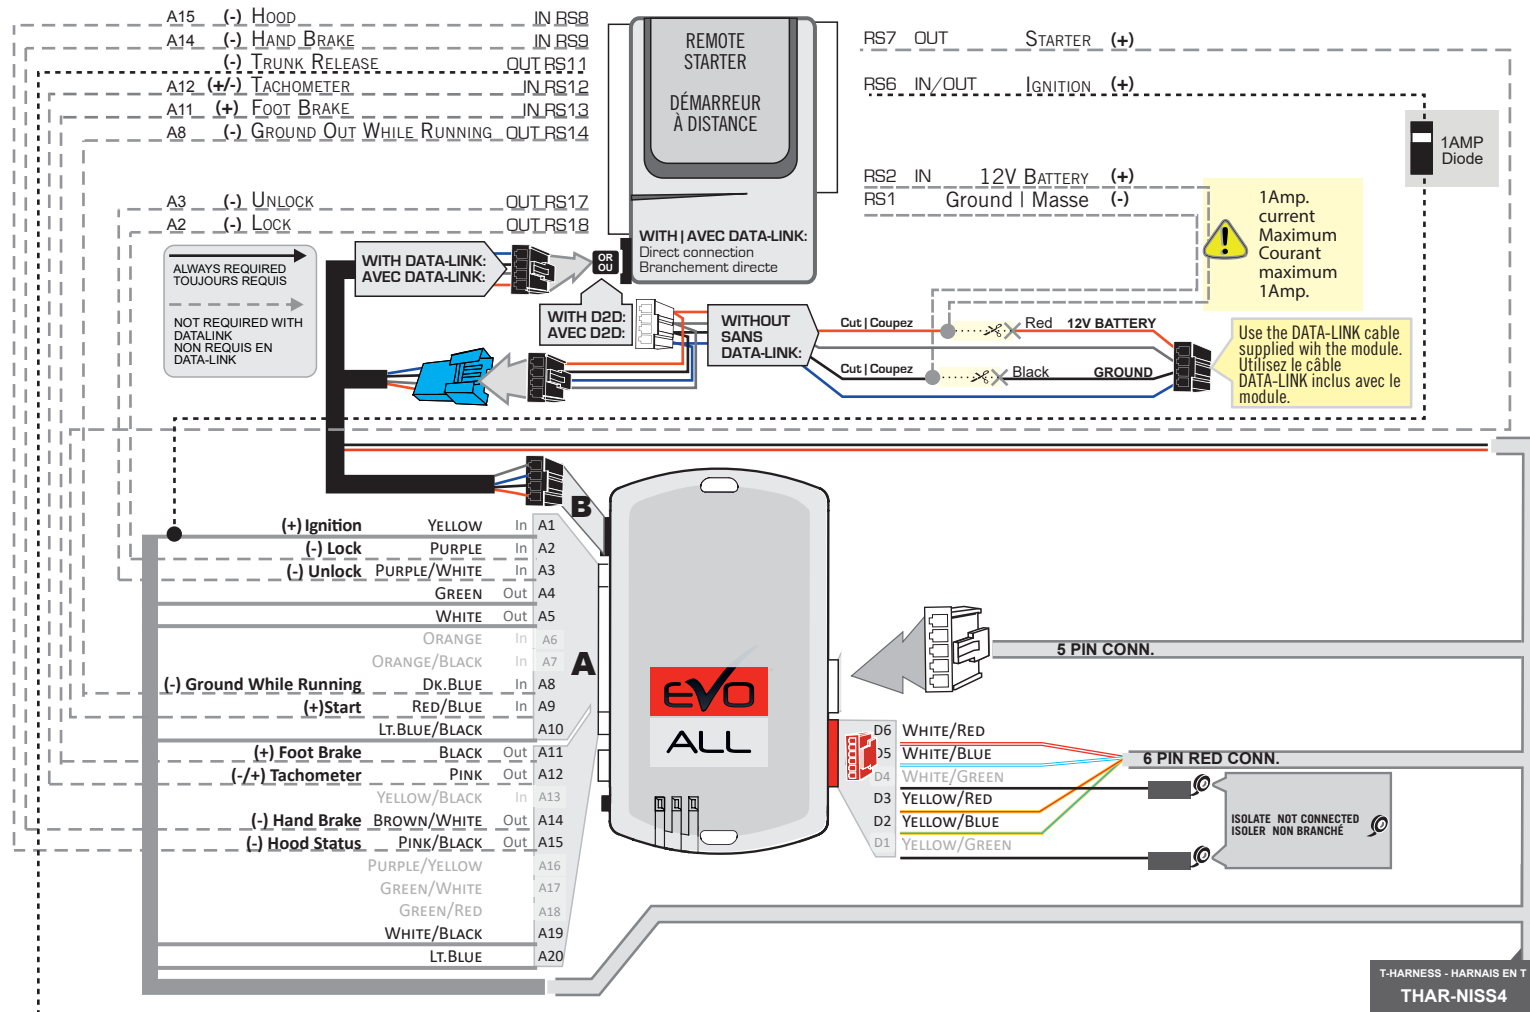 A15 (-) Hood IN RS8
A14 (-) Hand Brake IN RS9
(-) Trunk Release OUT RS11
A12 (+/-) Tachometer IN RS12
A11 (+) Foot Brake IN RS13
A8 (-) Ground Out While Running OUT RS14
A3 (-) Unlock OUT RS17
A2 (-) Lock OUT RS18
REMOTE
STARTER
DÉMARREUR
À DISTANCE
WITH | AVEC DATA-LINK:
Direct connection
Branchement directe
RS7 OUT Starter (+)
RS6 IN/OUT Ignition (+)
RS2 IN 12V Battery (+)
RS1 Ground | Masse (-)
1AMP
Diode
1Amp.
current
Maximum
Courant
maximum
1Amp.
ALWAYS REQUIRED
TOUJOURS REQUIS
NOT REQUIRED WITH
DATALINK
NON REQUIS EN
DATA-LINK
WITH DATA-LINK:
AVEC DATA-LINK:
OR
OU
WITH D2D:
AVEC D2D:
WITHOUT
SANS
DATA-LINK:
Cut | Coupez Red 12V BATTERY
Cut | Coupez Black GROUND
Use the DATA-LINK cable
supplied wih the module.
Utilisez le câble
DATA-LINK inclus avec le
module.
B
A
(+) Ignition Yellow In A1
(-) Lock Purple In A2
(-) Unlock Purple/White In A3
Green Out A4
White Out A5
Orange In A6
Orange/Black In A7
(-) Ground While Running Dk.Blue In A8
(+)Start Red/Blue In A9
Lt.Blue/Black A10
(+) Foot Brake Black Out A11
(-/+) Tachometer Pink Out A12
Yellow/Black In A13
(-) Hand Brake Brown/White Out A14
(-) Hood Status Pink/Black Out A15
Purple/Yellow A16
Green/White A17
Green/Red A18
White/Black A19
Lt.Blue A20
EVO
ALL
5 PIN CONN.
D6 White/Red
D5 White/Blue
D4 White/Green
D3 Yellow/Red
D2 Yellow/Blue
D1 Yellow/Green
6 PIN RED CONN.
ISOLATE NOT CONNECTED
ISOLER NON BRANCHÉ
T-HARNESS - HARNAIS EN T
THAR-NISS4